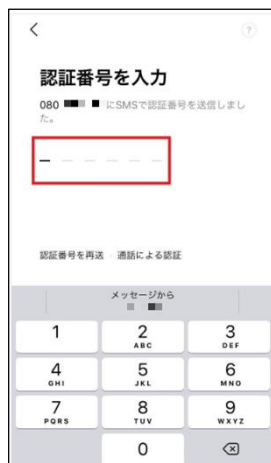 ?
認証番号を入力
080 にSMSで認証番号を送信しまし
た。
認証番号を再送 通話による認証
メッセージから
1 2 3
ABC DEF
4 5 6
GHI JKL MNO
7 8 9
PQRS TUV WXYZ
0